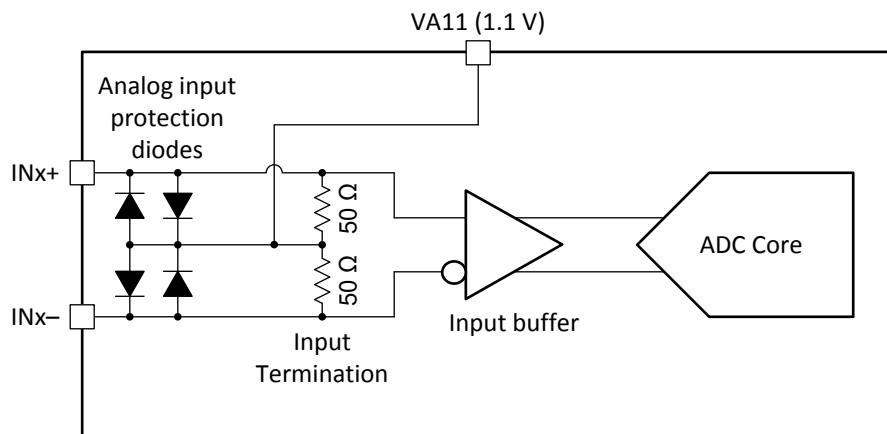 VA11 (1.1 V)
Analog input
protection
diodes
INx+
50 Ω
50 Ω
ADC Core
INx–
Input buffer
Input
Termination